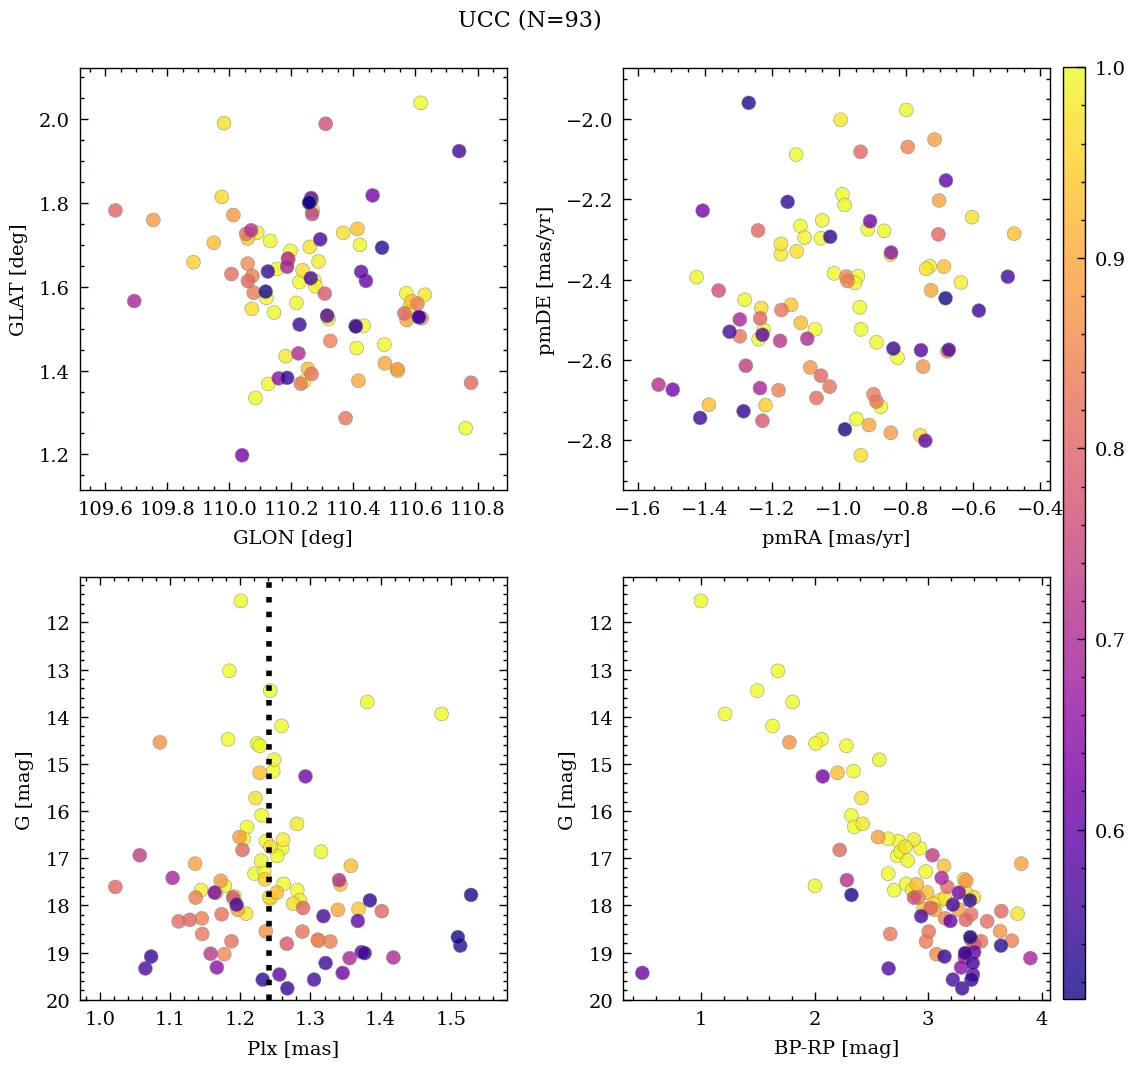 UCC (N=93)
2.0
1.8
1.6
1.4
1.2
GLAT [deg]
109.6 109.8 110.0 110.2 110.4 110.6 110.8
GLON [deg]
−2.0
−2.2
−2.4
−2.6
−2.8
pmDE [mas/yr]
−1.6 −1.4 −1.2 −1.0 −0.8 −0.6 −0.4
pmRA [mas/yr]
1.0
0.9
0.8
0.7
0.6
12
13
14
15
16
17
18
19
20
G [mag]
1.0 1.1 1.2 1.3 1.4 1.5
Plx [mas]
12
13
14
15
16
17
18
19
20
G [mag]
1 2 3 4
BP-RP [mag]